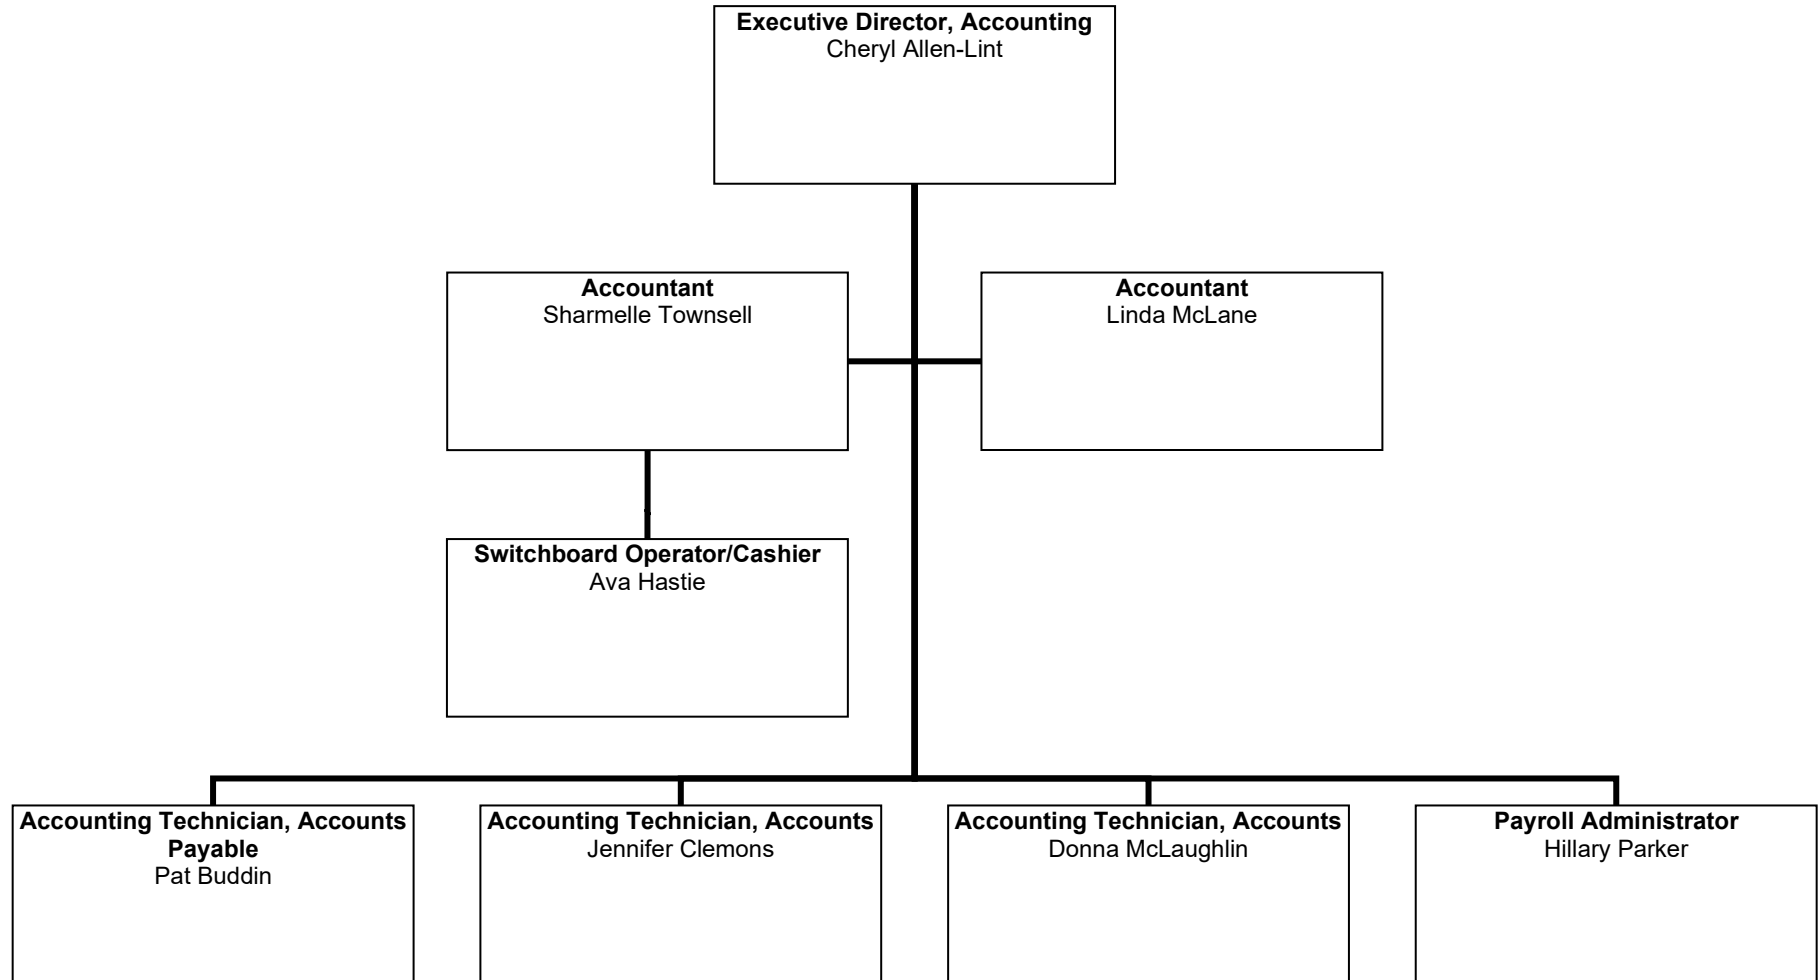 Executive Director, Accounting
Cheryl Allen-Lint
Accountant
Sharmelle Townsell
Accountant
Linda McLane
Switchboard Operator/Cashier
Ava Hastie
Accounting Technician, Accounts
Payable
Pat Buddin
Accounting Technician, Accounts
Jennifer Clemons
Accounting Technician, Accounts
Donna McLaughlin
Payroll Administrator
Hillary Parker